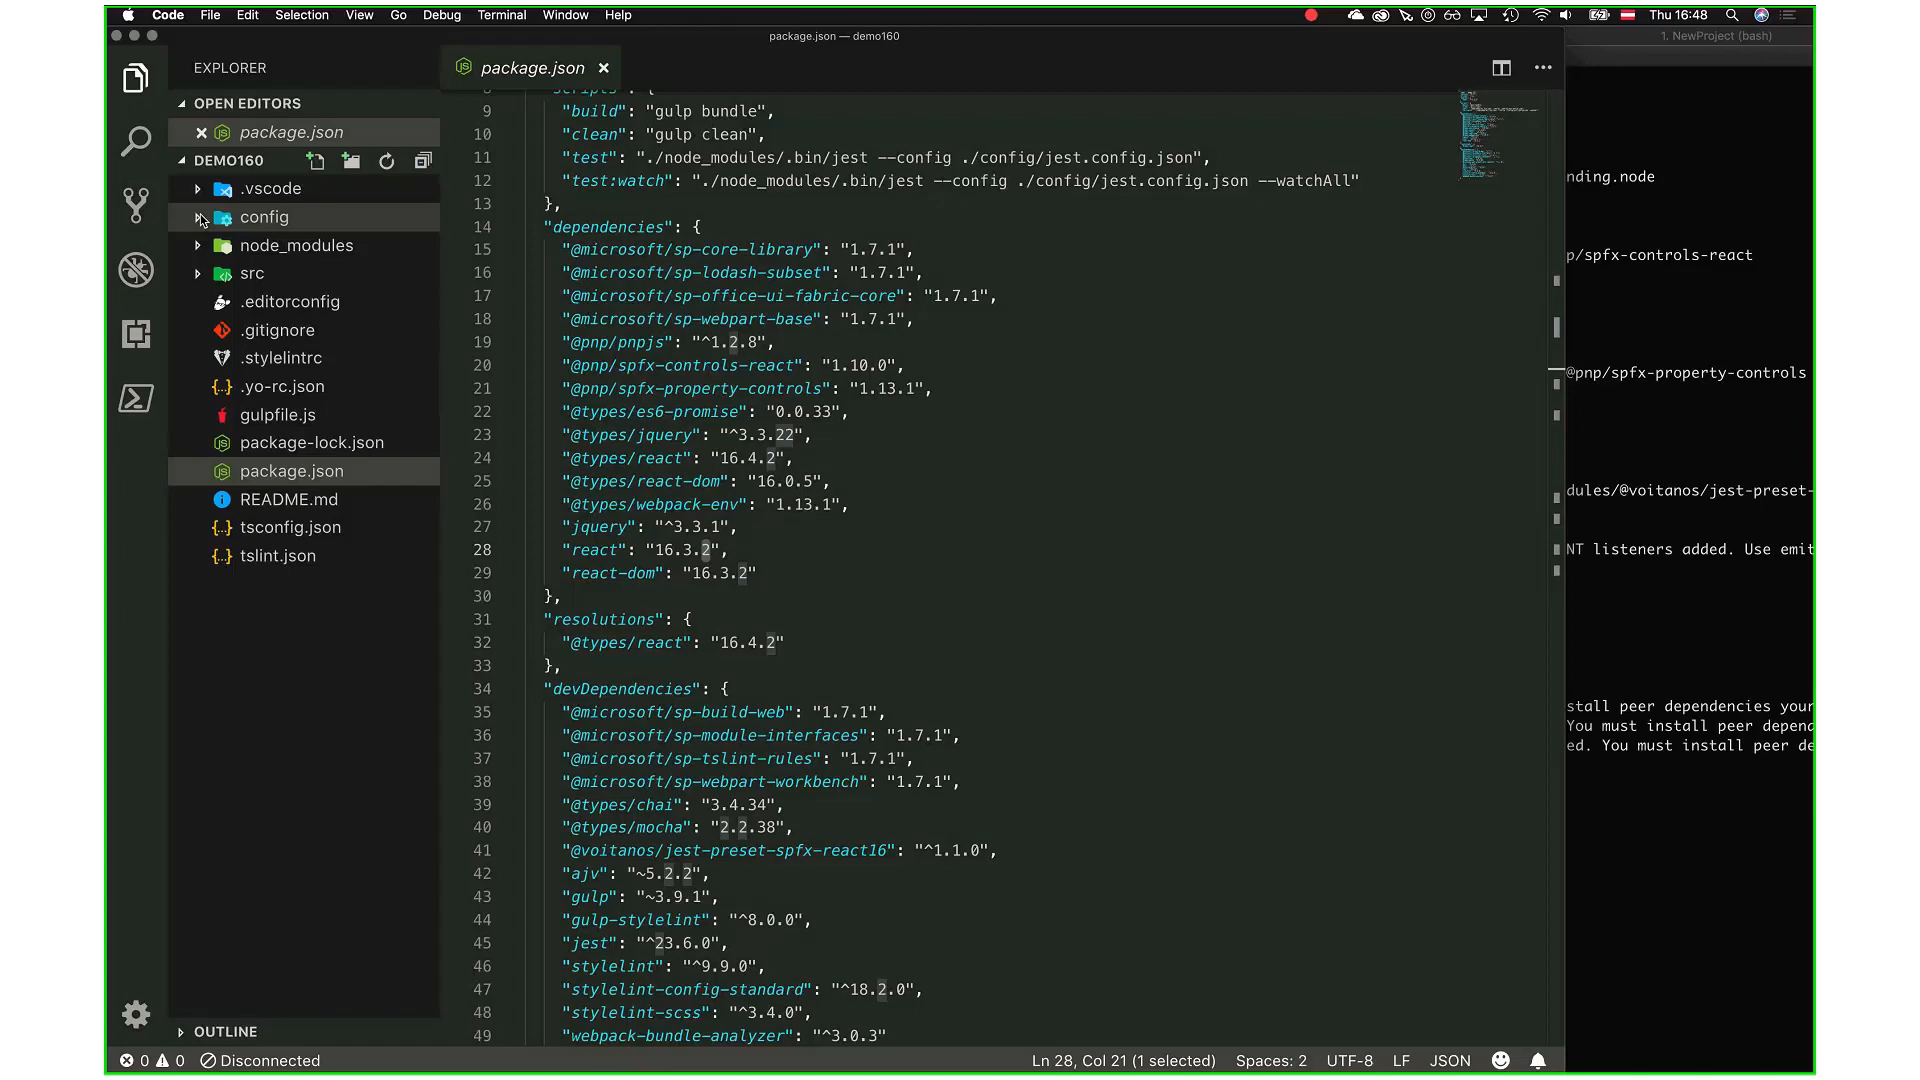 Code File Edit Selection View Go Debug Terminal Window Help
Thu 16:48
package.json — demo160
1. NewProject (bash)
EXPLORER
package.json
OPEN EDITORS
package.json
DEMO160
.vscode
config
node_modules
src
.editorconfig
.gitignore
.stylelintrc
.yo-rc.json
gulpfile.js
package-lock.json
package.json
README.md
tsconfig.json
tslint.json
OUTLINE
8 "scripts": {
9 "build": "gulp bundle",
10 "clean": "gulp clean",
11 "test": "./node_modules/.bin/jest --config ./config/jest.config.json",
12 "test:watch": "./node_modules/.bin/jest --config ./config/jest.config.json --watchAll"
13 },
14 "dependencies": {
15 "@microsoft/sp-core-library": "1.7.1",
16 "@microsoft/sp-lodash-subset": "1.7.1",
17 "@microsoft/sp-office-ui-fabric-core": "1.7.1",
18 "@microsoft/sp-webpart-base": "1.7.1",
19 "@pnp/pnpjs": "^1.2.8",
20 "@pnp/spfx-controls-react": "1.10.0",
21 "@pnp/spfx-property-controls": "1.13.1",
22 "@types/es6-promise": "0.0.33",
23 "@types/jquery": "^3.3.22",
24 "@types/react": "16.4.2",
25 "@types/react-dom": "16.0.5",
26 "@types/webpack-env": "1.13.1",
27 "jquery": "^3.3.1",
28 "react": "16.3.2",
29 "react-dom": "16.3.2"
30 },
31 "resolutions": {
32 "@types/react": "16.4.2"
33 },
34 "devDependencies": {
35 "@microsoft/sp-build-web": "1.7.1",
36 "@microsoft/sp-module-interfaces": "1.7.1",
37 "@microsoft/sp-tslint-rules": "1.7.1",
38 "@microsoft/sp-webpart-workbench": "1.7.1",
39 "@types/chai": "3.4.34",
40 "@types/mocha": "2.2.38",
41 "@voitanos/jest-preset-spfx-react16": "^1.1.0",
42 "ajv": "~5.2.2",
43 "gulp": "~3.9.1",
44 "gulp-stylelint": "^8.0.0",
45 "jest": "^23.6.0",
46 "stylelint": "^9.9.0",
47 "stylelint-config-standard": "^18.2.0",
48 "stylelint-scss": "^3.4.0",
49 "webpack-bundle-analyzer": "^3.0.3"
nding.node
p/spfx-controls-react
@pnp/spfx-property-controls
dules/@voitanos/jest-preset-
NT listeners added. Use emit
stall peer dependencies your
You must install peer depend
ed. You must install peer de
0 0 Disconnected
Ln 28, Col 21 (1 selected) Spaces: 2 UTF-8 LF JSON